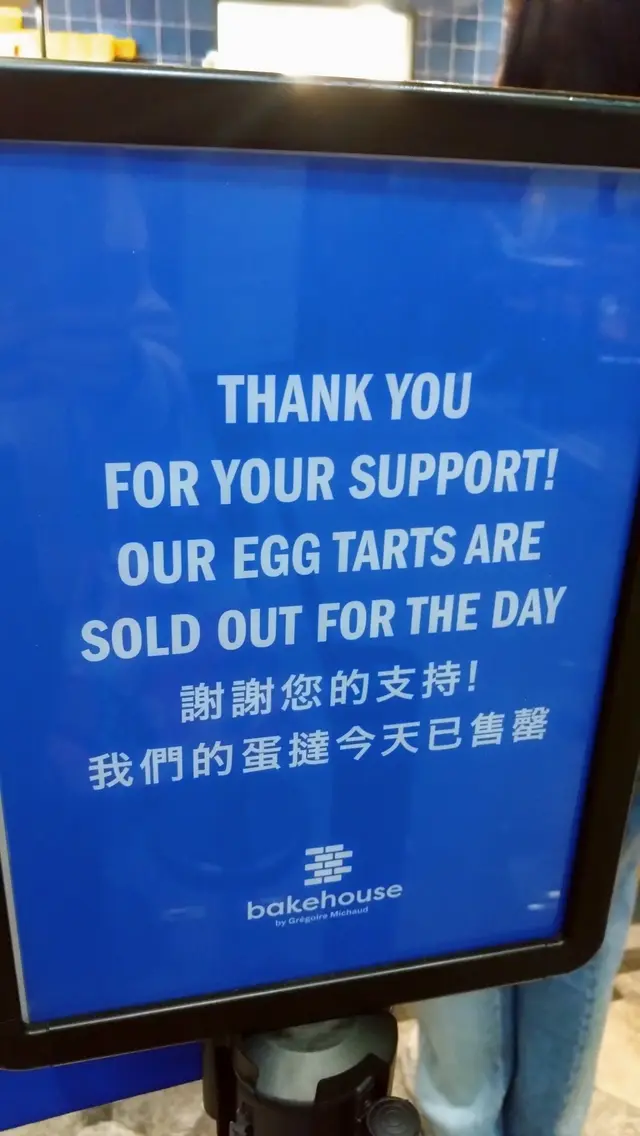 THANK YOU
FOR YOUR SUPPORT!
OUR EGG TARTS ARE
SOLD OUT FOR THE DAY
謝謝您的支持!
我們的蛋撻今天已售罄
bakehouse
by Grégoire Michaud